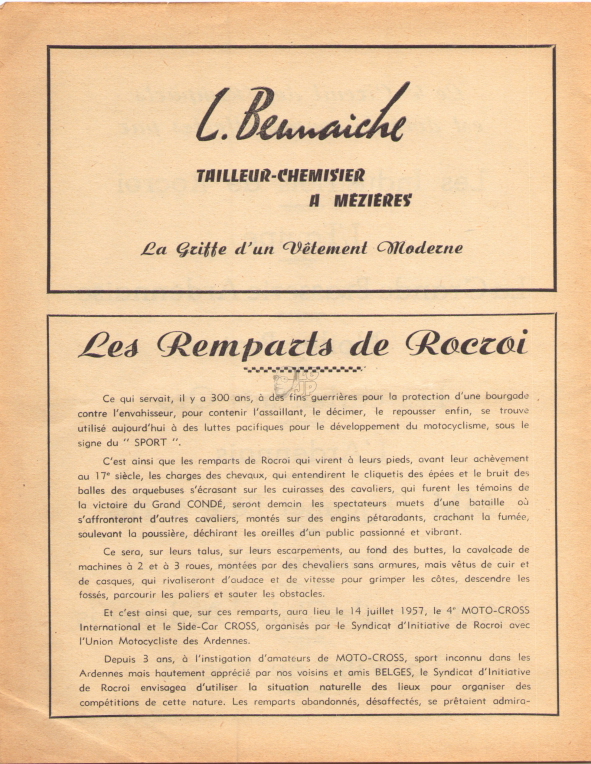 L. Bennaiche
TAILLEUR-CHEMISIER
A MÉZIÈRES
La Griffe d'un Vêtement Moderne
Les Remparts de Rocroi
Ce qui servait, il y a 300 ans, à des fins guerrières pour la protection d'une bourgade
contre l'envahisseur, pour contenir l'assaillant, le décimer, le repousser enfin, se trouve
utilisé aujourd'hui à des luttes pacifiques pour le développement du motocyclisme, sous le
signe du " SPORT ".
C'est ainsi que les remparts de Rocroi qui virent à leurs pieds, avant leur achèvement
au 17e siècle, les charges des chevaux, qui entendirent le cliquetis des épées et le bruit des
balles des arquebuses s'écrasant sur les cuirasses des cavaliers, qui furent les témoins de
la victoire du Grand CONDÉ, seront demain les spectateurs muets d'une bataille où
s'affronteront d'autres cavaliers, montés sur des engins pétaradants, crachant la fumée,
soulevant la poussière, déchirant les oreilles d'un public passionné et vibrant.
Ce sera, sur leurs talus, sur leurs escarpements, au fond des buttes, la cavalcade de
machines à 2 et à 3 roues, montées par des chevaliers sans armures, mais vêtus de cuir et
de casques, qui rivaliseront d'audace et de vitesse pour grimper les côtes, descendre les
fossés, parcourir les paliers et sauter les obstacles.
Et c'est ainsi que, sur ces remparts, aura lieu le 14 juillet 1957, le 4e MOTO-CROSS
International et le Side-Car CROSS, organisés par le Syndicat d'Initiative de Rocroi avec
l'Union Motocycliste des Ardennes.
Depuis 3 ans, à l'instigation d'amateurs de MOTO-CROSS, sport inconnu dans les
Ardennes mais hautement apprécié par nos voisins et amis BELGES, le Syndicat d'Initiative
de Rocroi envisagea d'utiliser la situation naturelle des lieux pour organiser des
compétitions de cette nature. Les remparts abandonnés, désaffectés, se prêtaient admira-